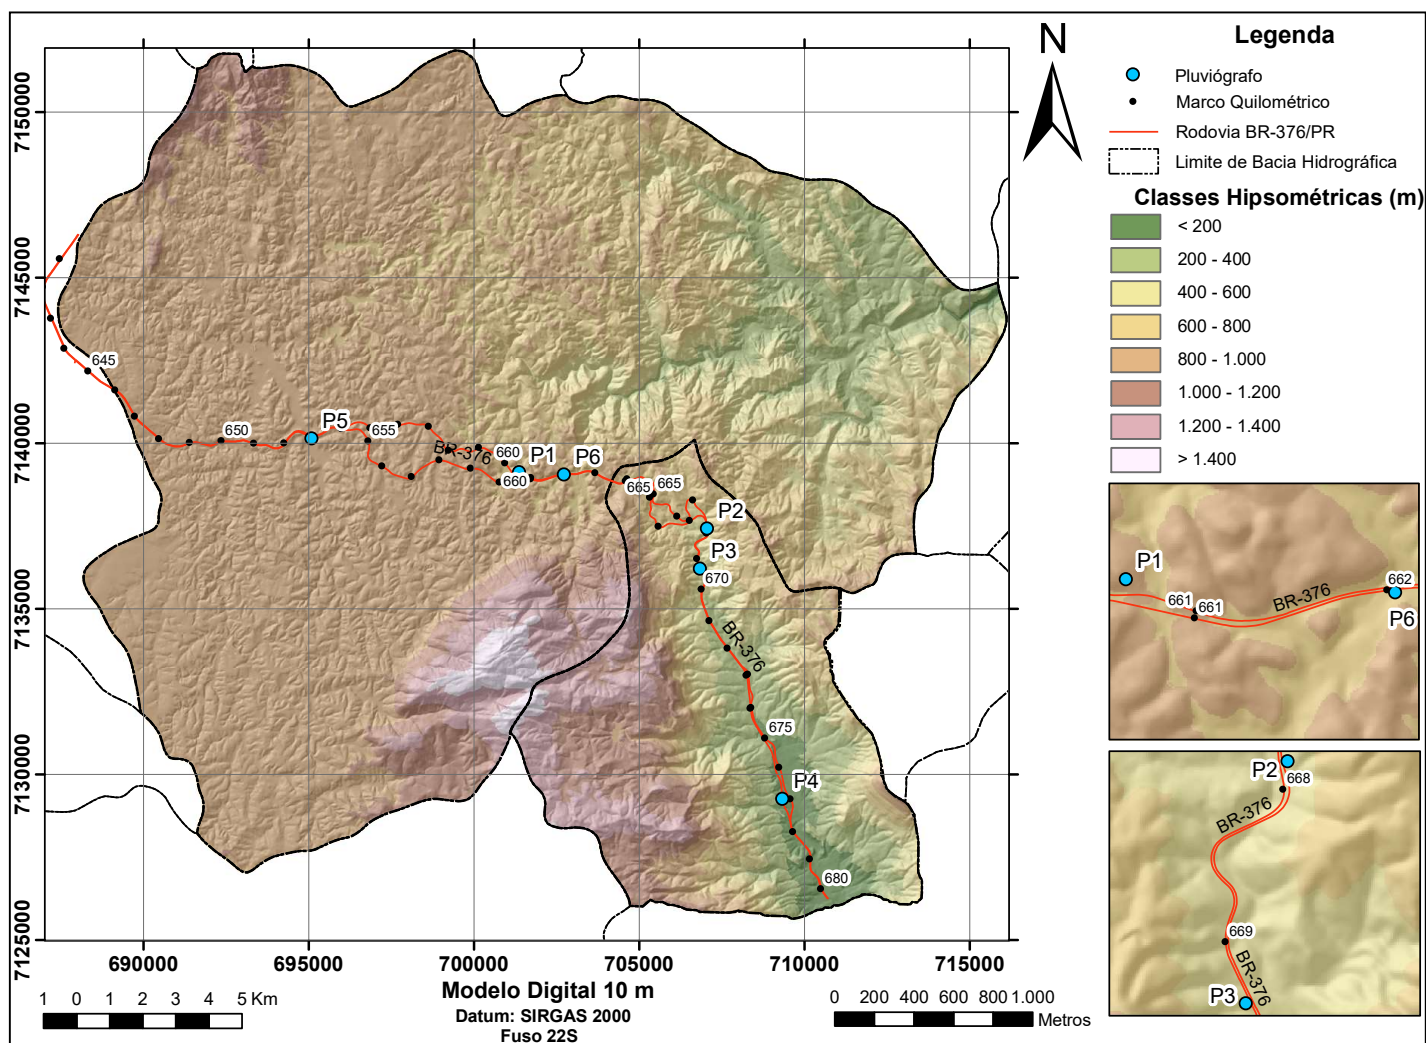 N
Legenda
Pluviógrafo
Marco Quilométrico
Rodovia BR-376/PR
Limite de Bacia Hidrográfica
Classes Hipsométricas (m)
< 200
200 - 400
400 - 600
600 - 800
800 - 1.000
1.000 - 1.200
1.200 - 1.400
> 1.400
7150000
7145000
7140000
7135000
7130000
7125000
690000
695000
700000
705000
710000
715000
645
650
P5
655
BR-376
660
660
P1
P6
665
665
P2
P3
670
BR-376
675
P4
680
P1
661
661
BR-376
662
P6
P2
668
BR-376
669
BR-376
P3
1 0 1 2 3 4 5 Km
Modelo Digital 10 m
Datum: SIRGAS 2000
Fuso 22S
0 200 400 600 800 1.000
Metros